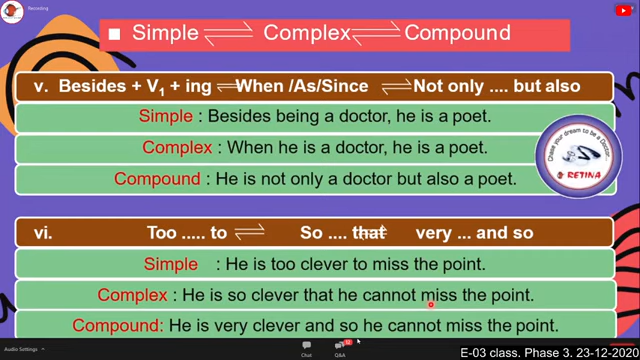 Recording
Simple ⇌ Complex ⇌ Compound
v. Besides + V1 + ing ⇌ When /As/Since ⇌ Not only .... but also
Simple : Besides being a doctor, he is a poet.
Complex : When he is a doctor, he is a poet.
Compound : He is not only a doctor but also a poet.
Chase your dream to be a Doctor...
RETINA
vi. Too ..... to ⇌ So .... that ⇌ very ... and so
Simple : He is too clever to miss the point.
Complex : He is so clever that he cannot miss the point.
Compound: He is very clever and so he cannot miss the point.
Audio Settings
Chat
Q&A
E-03 class. Phase 3. 23-12-2020